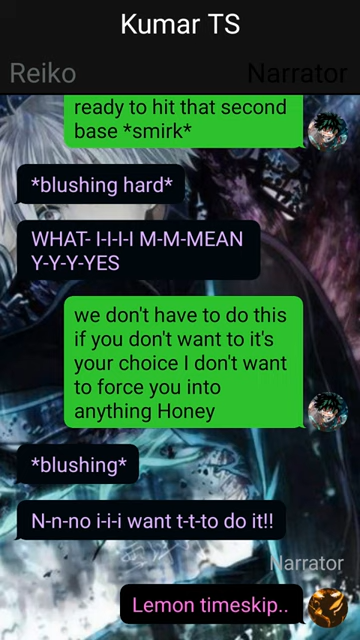 Kumar TS
Reiko
Narrator
ready to hit that second
base *smirk*
*blushing hard*
WHAT- I-I-I-I M-M-MEAN
Y-Y-Y-YES
we don't have to do this
if you don't want to it's
your choice I don't want
to force you into
anything Honey
*blushing*
N-n-no i-i-i want t-t-to do it!!
Narrator
Lemon timeskip..